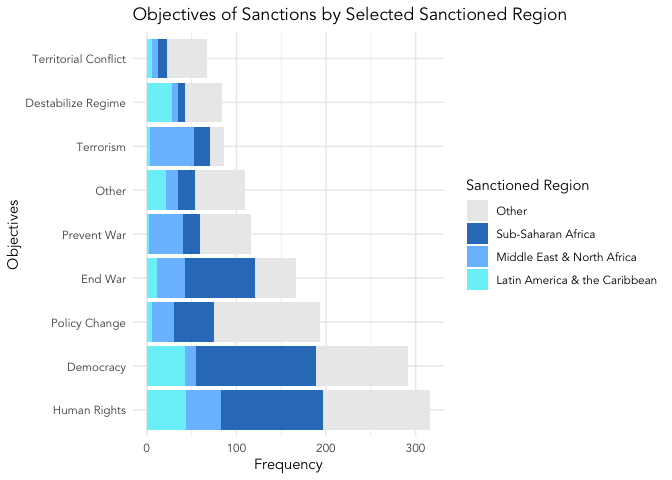 Objectives of Sanctions by Selected Sanctioned Region
Territorial Conflict
Destabilize Regime
Terrorism
Other
Prevent War
End War
Policy Change
Democracy
Human Rights
Objectives
0 100 200 300
Frequency
Sanctioned Region
Other
Sub-Saharan Africa
Middle East & North Africa
Latin America & the Caribbean